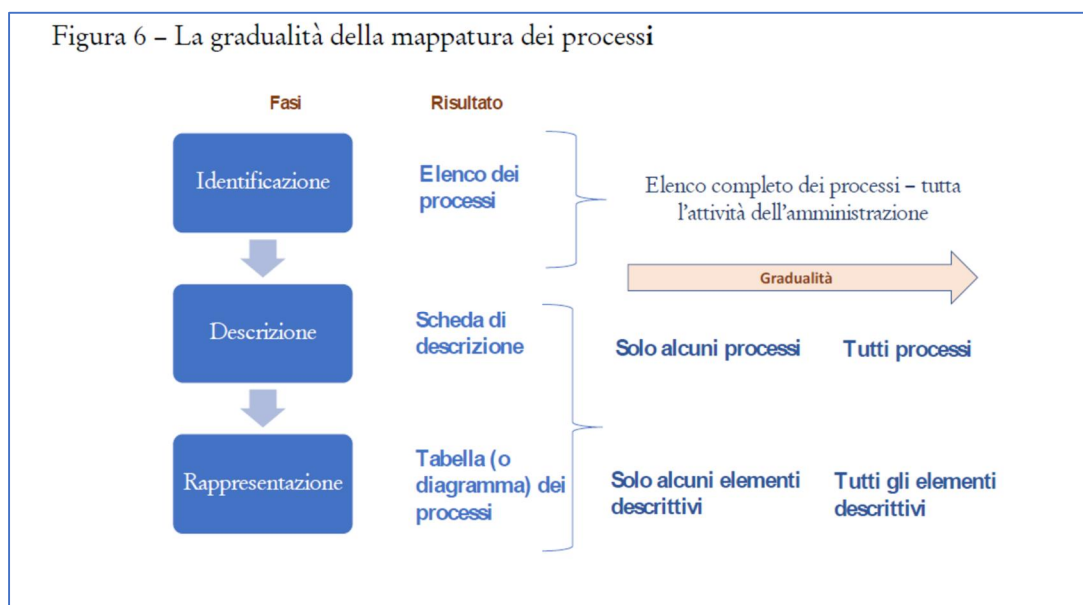 Figura 6 – La gradualità della mappatura dei processi
Fasi
Risultato
Identificazione
Elenco dei
processi
Elenco completo dei processi – tutta
l'attività dell'amministrazione
Gradualità
Descrizione
Scheda di
descrizione
Solo alcuni processi
Tutti processi
Rappresentazione
Tabella (o
diagramma) dei
processi
Solo alcuni elementi
descrittivi
Tutti gli elementi
descrittivi